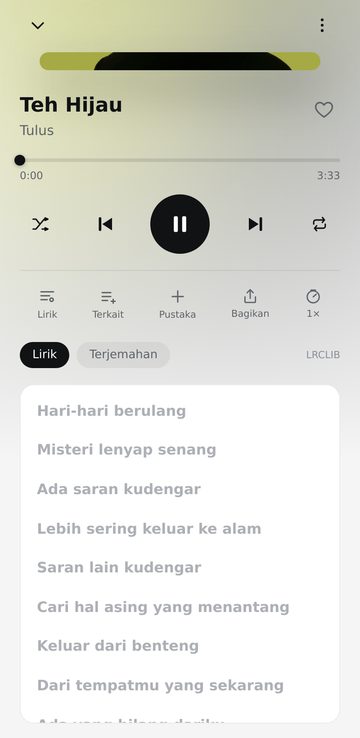 Teh Hijau
Tulus
0:00 3:33
Lirik Terkait Pustaka Bagikan 1×
Lirik Terjemahan LRCLIB
Hari-hari berulang
Misteri lenyap senang
Ada saran kudengar
Lebih sering keluar ke alam
Saran lain kudengar
Cari hal asing yang menantang
Keluar dari benteng
Dari tempatmu yang sekarang